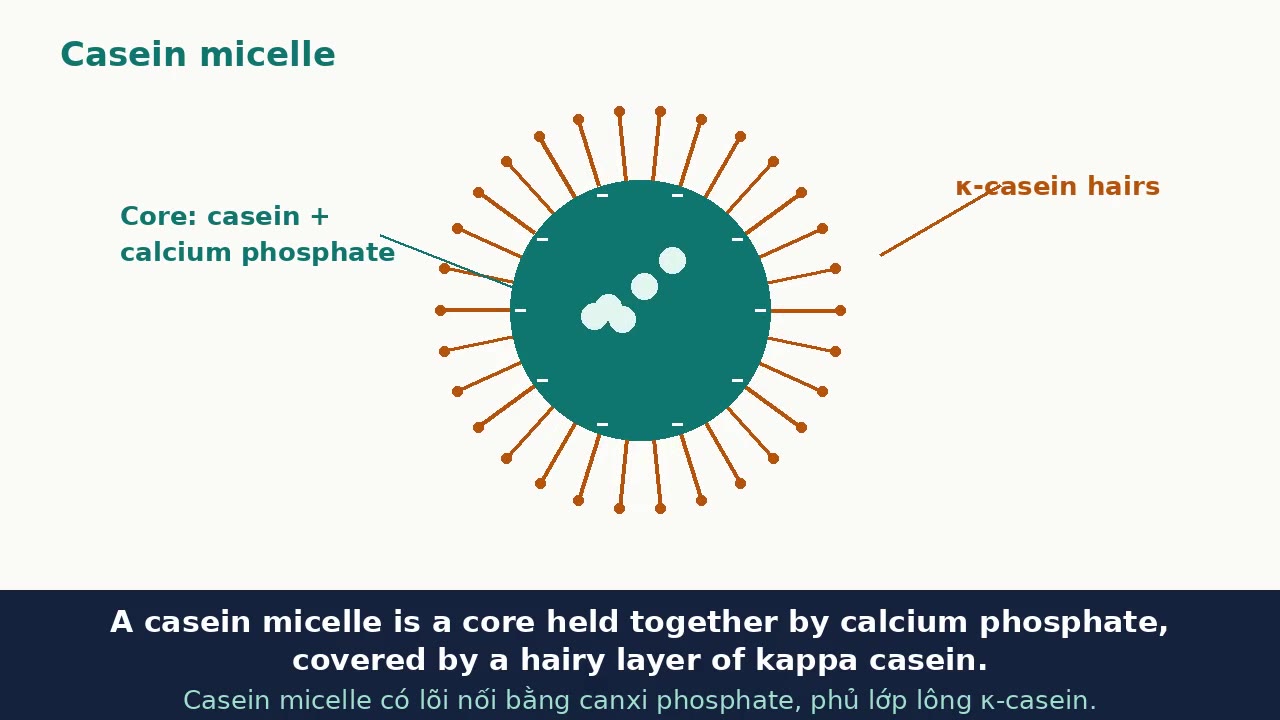 Casein micelle
κ-casein hairs
Core: casein +
calcium phosphate
A casein micelle is a core held together by calcium phosphate,
covered by a hairy layer of kappa casein.
Casein micelle có lõi nối bằng canxi phosphate, phủ lớp lông κ-casein.